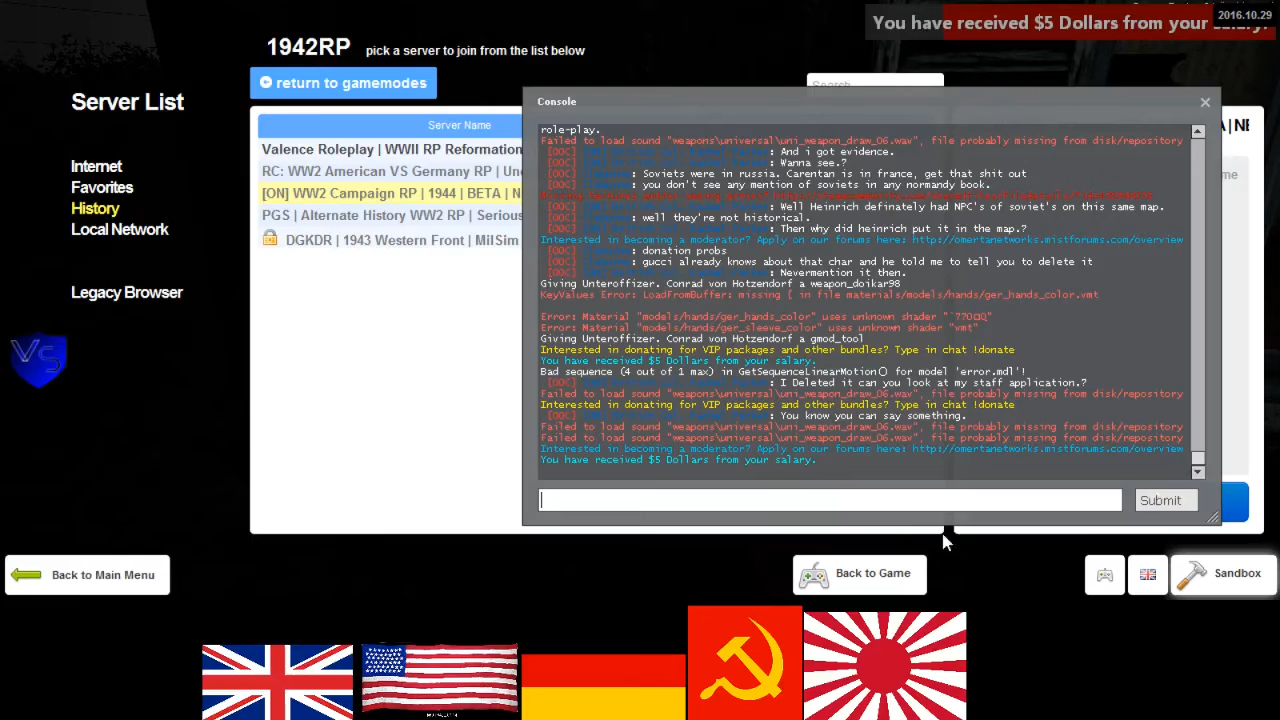 You have received $5 Dollars from your salary.
2016.10.29
1942RP pick a server to join from the list below
return to gamemodes
Search
Server List
Internet
Favorites
History
Local Network
Legacy Browser
VS
Server Name
Valence Roleplay | WWII RP Reformation
RC: WW2 American VS Germany RP | Une
[ON] WW2 Campaign RP | 1944 | BETA | N
PGS | Alternate History WW2 RP | Serious
DGKDR | 1943 Western Front | MilSim
Console
role-play.
Failed to load sound "weapons\universal\uni_weapon_draw_06.wav", file probably missing from disk/repository
[OOC] : And i got evidence.
[OOC] : Wanna see.?
[OOC] : Soviets were in russia. Carentan is in france, get that shit out
[OOC] : you don't see any mention of soviets in any normandy book.
[OOC] : Well Heinrich definately had NPC's of soviet's on this same map.
[OOC] : well they're not historical.
[OOC] : Then why did heinrich put it in the map.?
Interested in becoming a moderator? Apply on our forums here: http://omertanetworks.mistforums.com/overview
[OOC] : donation probs
[OOC] : gucci already knows about that char and he told me to tell you to delete it
[OOC] : Nevermention it then.
Giving Unteroffizer. Conrad von Hotzendorf a weapon_doikar98
KeyValues Error: LoadFromBuffer: missing { in file materials/models/hands/ger_hands_color.vmt
Error: Material "models/hands/ger_hands_color" uses unknown shader
Error: Material "models/hands/ger_sleeve_color" uses unknown shader "vmt"
Giving Unteroffizer. Conrad von Hotzendorf a gmod_tool
Interested in donating for VIP packages and other bundles? Type in chat !donate
You have received $5 Dollars from your salary.
Bad sequence (4 out of 1 max) in GetSequenceLinearMotion() for model 'error.mdl'!
[OOC] : I Deleted it can you look at my staff application.?
Failed to load sound "weapons\universal\uni_weapon_draw_06.wav", file probably missing from disk/repository
Interested in donating for VIP packages and other bundles? Type in chat !donate
[OOC] : You know you can say something.
Failed to load sound "weapons\universal\uni_weapon_draw_06.wav", file probably missing from disk/repository
Failed to load sound "weapons\universal\uni_weapon_draw_06.wav", file probably missing from disk/repository
Interested in becoming a moderator? Apply on our forums here: http://omertanetworks.mistforums.com/overview
You have received $5 Dollars from your salary.
Submit
Back to Main Menu
Back to Game
Sandbox